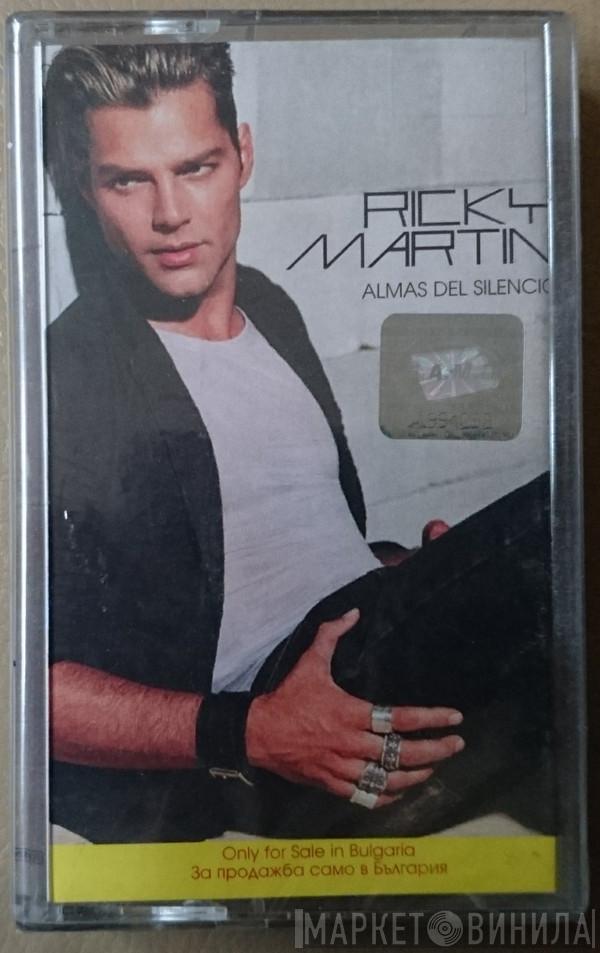 RICKY
MARTIN
ALMAS DEL SILENCIO
Only for Sale in Bulgaria
За продажба само в България
МАРКЕТ ВИНИЛА